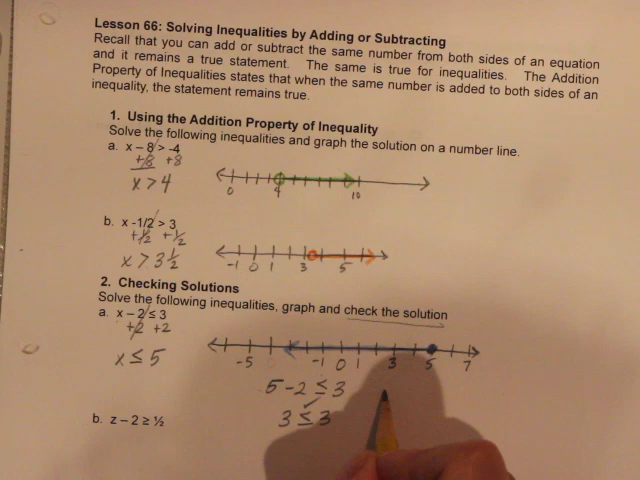 Lesson 66: Solving Inequalities by Adding or Subtracting
Recall that you can add or subtract the same number from both sides of an equation
and it remains a true statement. The same is true for inequalities. The Addition
Property of Inequalities states that when the same number is added to both sides of an
inequality, the statement remains true.
1. Using the Addition Property of Inequality
Solve the following inequalities and graph the solution on a number line.
a. x – 8 > -4
+8 +8
x > 4
0 4 10
b. x -1/2 > 3
+½ +½
x > 3 ½
-1 0 1 3 5
2. Checking Solutions
Solve the following inequalities, graph and check the solution
a. x – 2 ≤ 3
+2 +2
x ≤ 5
-5 -1 0 1 3 5 7
5 - 2 ≤ 3
3 ≤ 3
b. z – 2 ≥ ½